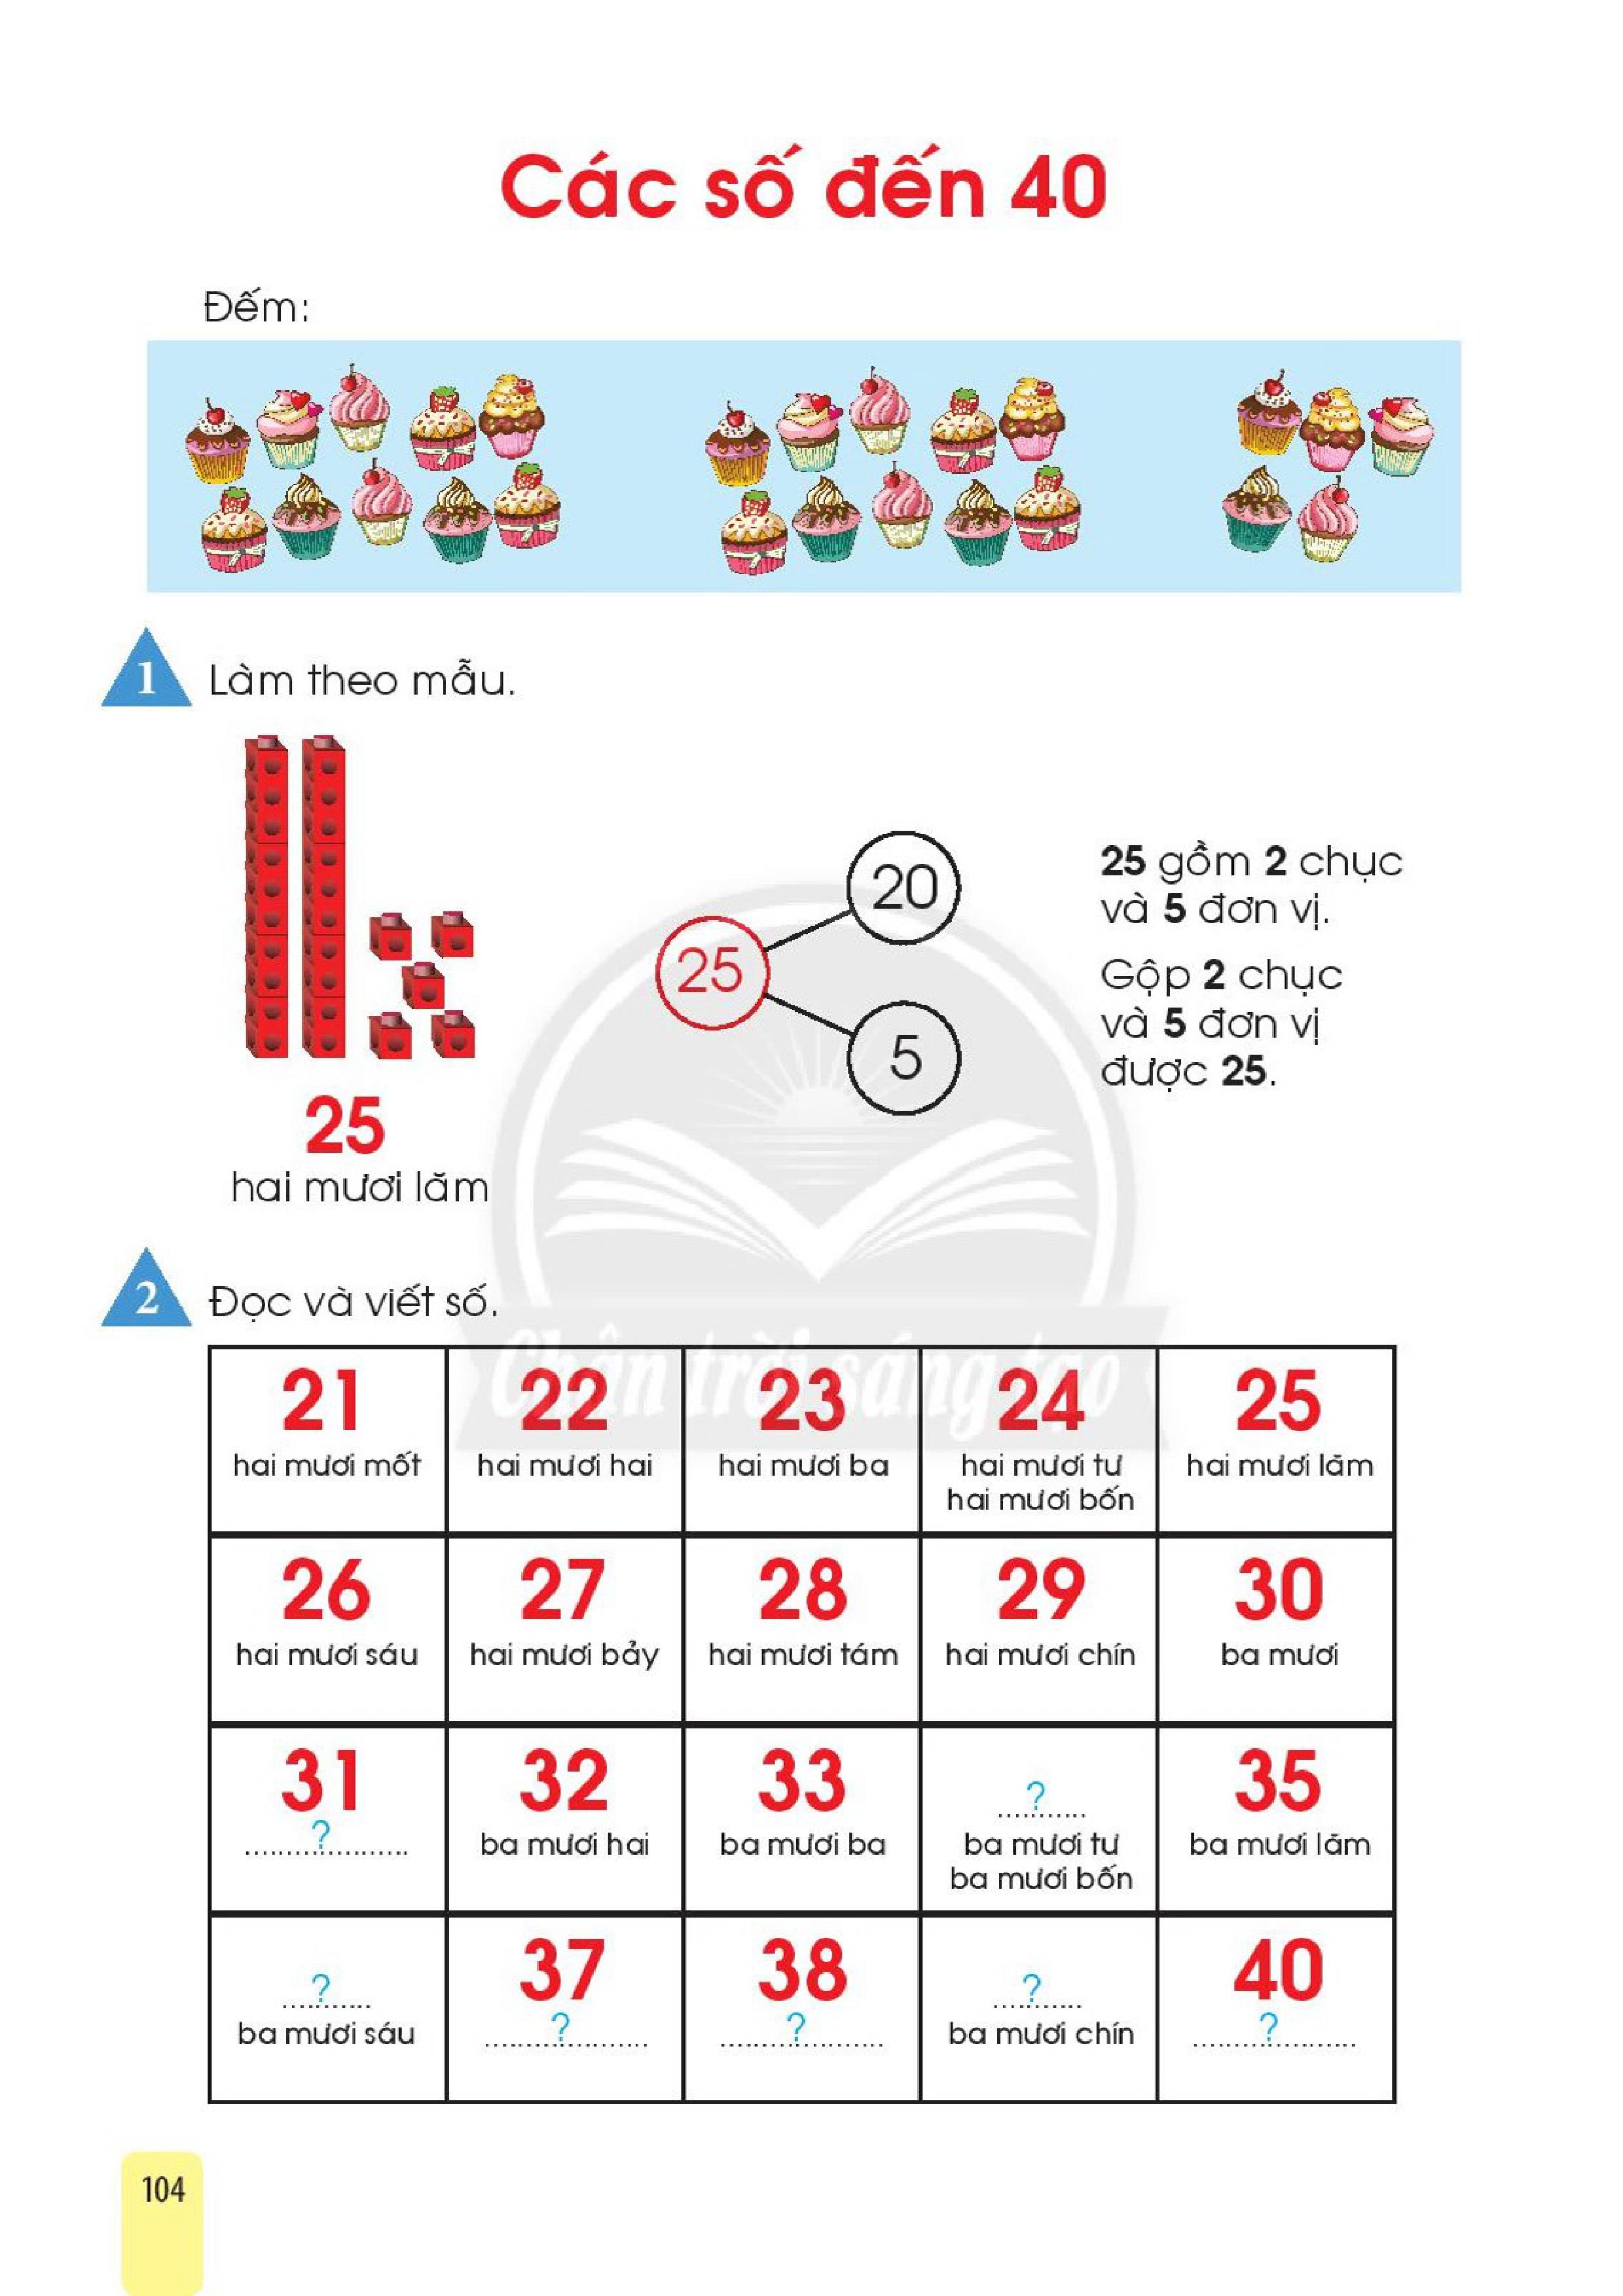 Các số đến 40
Đếm:
1 Làm theo mẫu.
25
20
5
25 gồm 2 chục
và 5 đơn vị.
Gộp 2 chục
và 5 đơn vị
được 25.
25
hai mươi lăm
Chân trời sáng tạo
2 Đọc và viết số.
21 22 23 24 25
hai mươi mốt hai mươi hai hai mươi ba hai mươi tư hai mươi lăm
hai mươi bốn
26 27 28 29 30
hai mươi sáu hai mươi bảy hai mươi tám hai mươi chín ba mươi
31 32 33 ...?... 35
...?... ba mươi hai ba mươi ba ba mươi tư ba mươi lăm
ba mươi bốn
...?... 37 38 ...?... 40
ba mươi sáu ...?... ...?... ba mươi chín ...?...
104